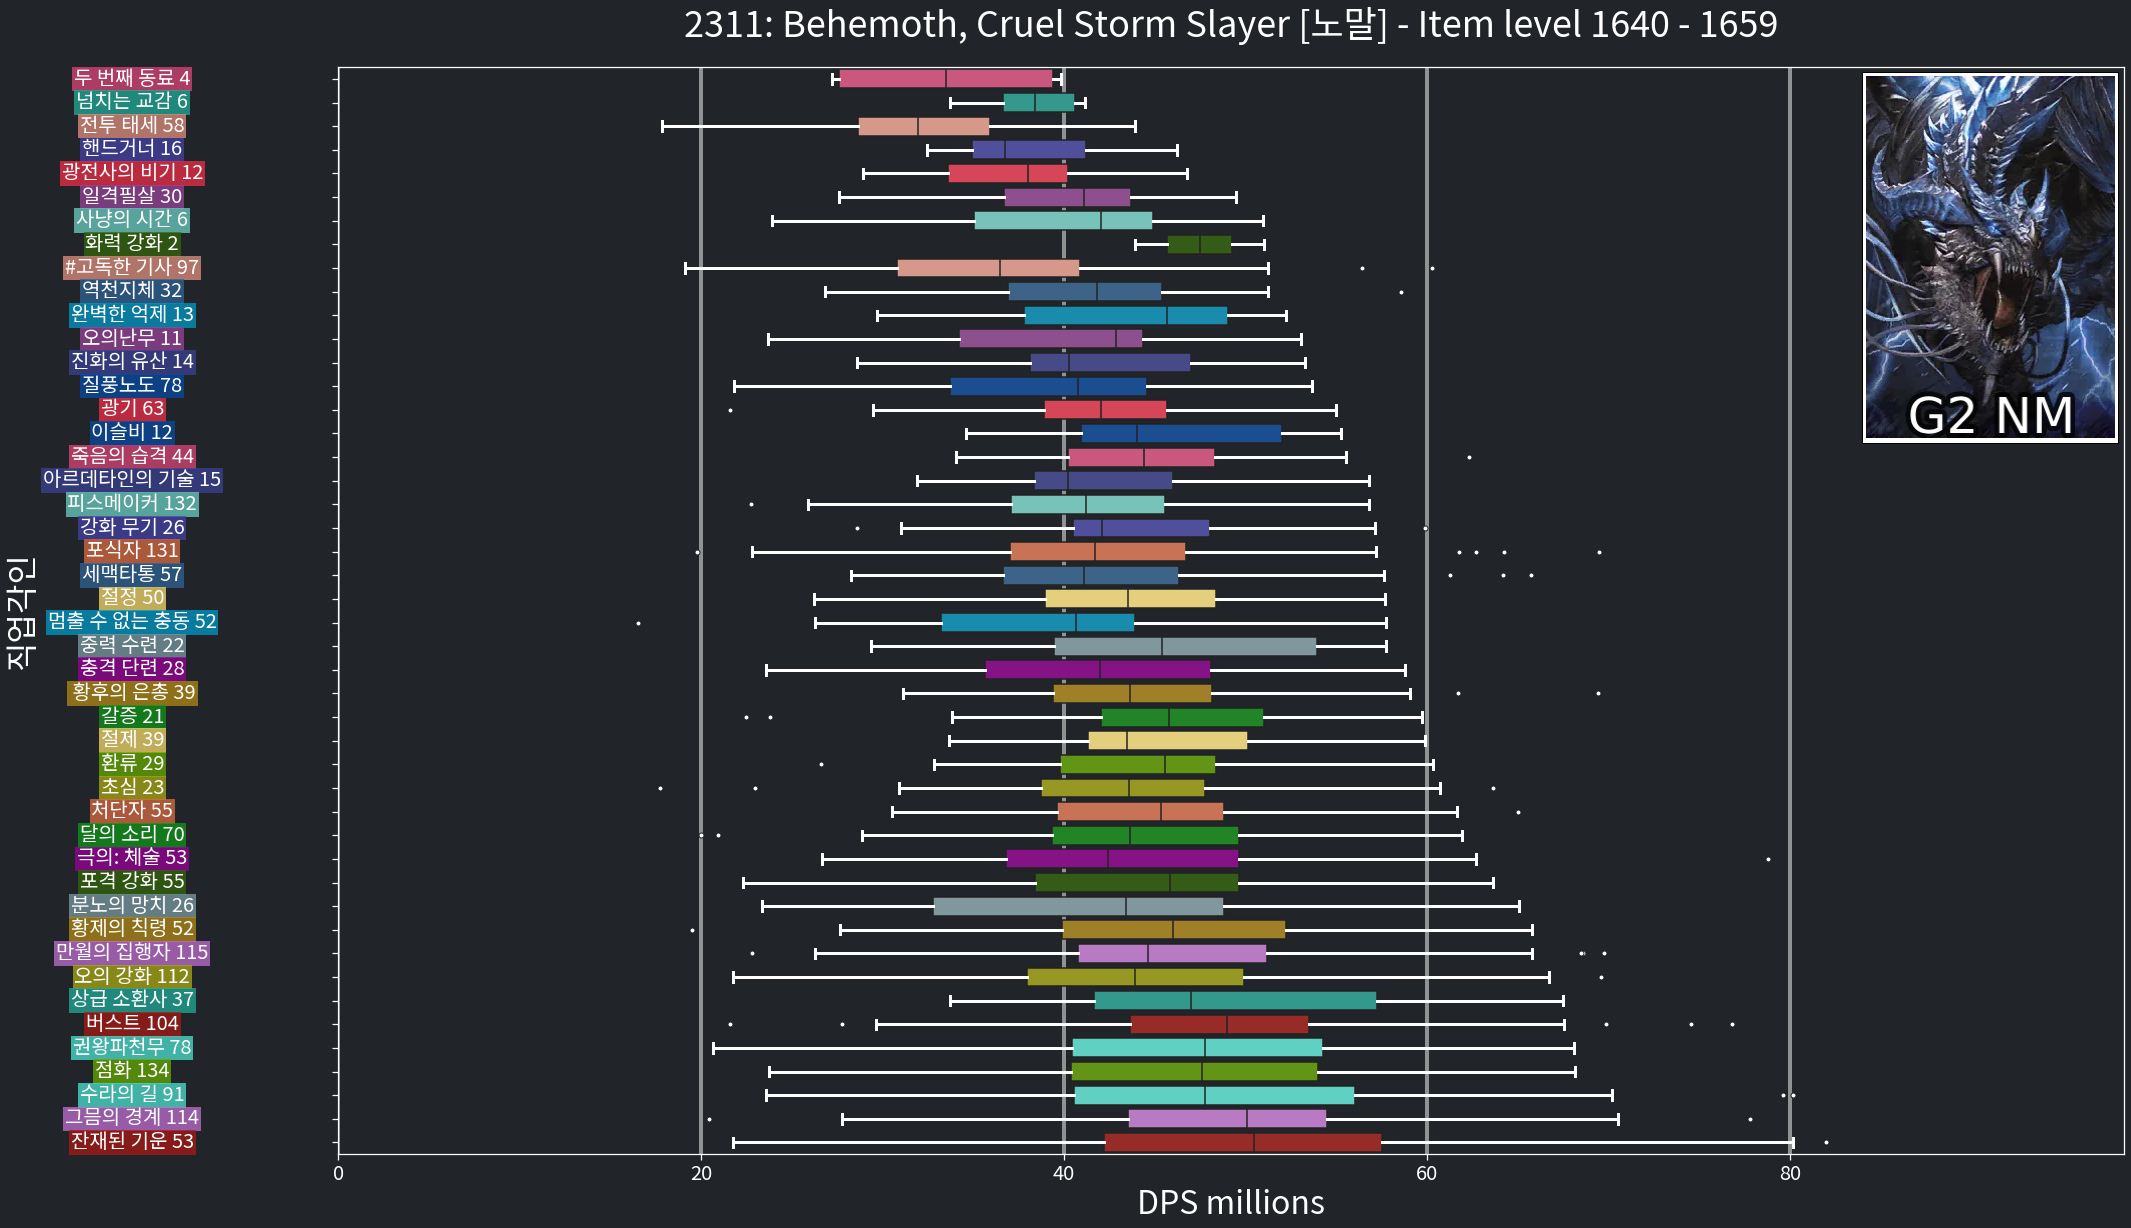 2311: Behemoth, Cruel Storm Slayer [노말] - Item level 1640 - 1659
두 번째 동료 4
넘치는 교감 6
전투 태세 58
핸드거너 16
광전사의 비기 12
일격필살 30
사냥의 시간 6
화력 강화 2
#고독한 기사 97
역천지체 32
완벽한 억제 13
오의난무 11
진화의 유산 14
질풍노도 78
광기 63
이슬비 12
죽음의 습격 44
아르데타인의 기술 15
피스메이커 132
강화 무기 26
포식자 131
세맥타통 57
절정 50
멈출 수 없는 충동 52
중력 수련 22
충격 단련 28
황후의 은총 39
갈증 21
절제 39
환류 29
초심 23
처단자 55
달의 소리 70
극의: 체술 53
포격 강화 55
분노의 망치 26
황제의 칙령 52
만월의 집행자 115
오의 강화 112
상급 소환사 37
버스트 104
권왕파천무 78
점화 134
수라의 길 91
그믐의 경계 114
잔재된 기운 53
직업각인
G2 NM
0 20 40 60 80
DPS millions